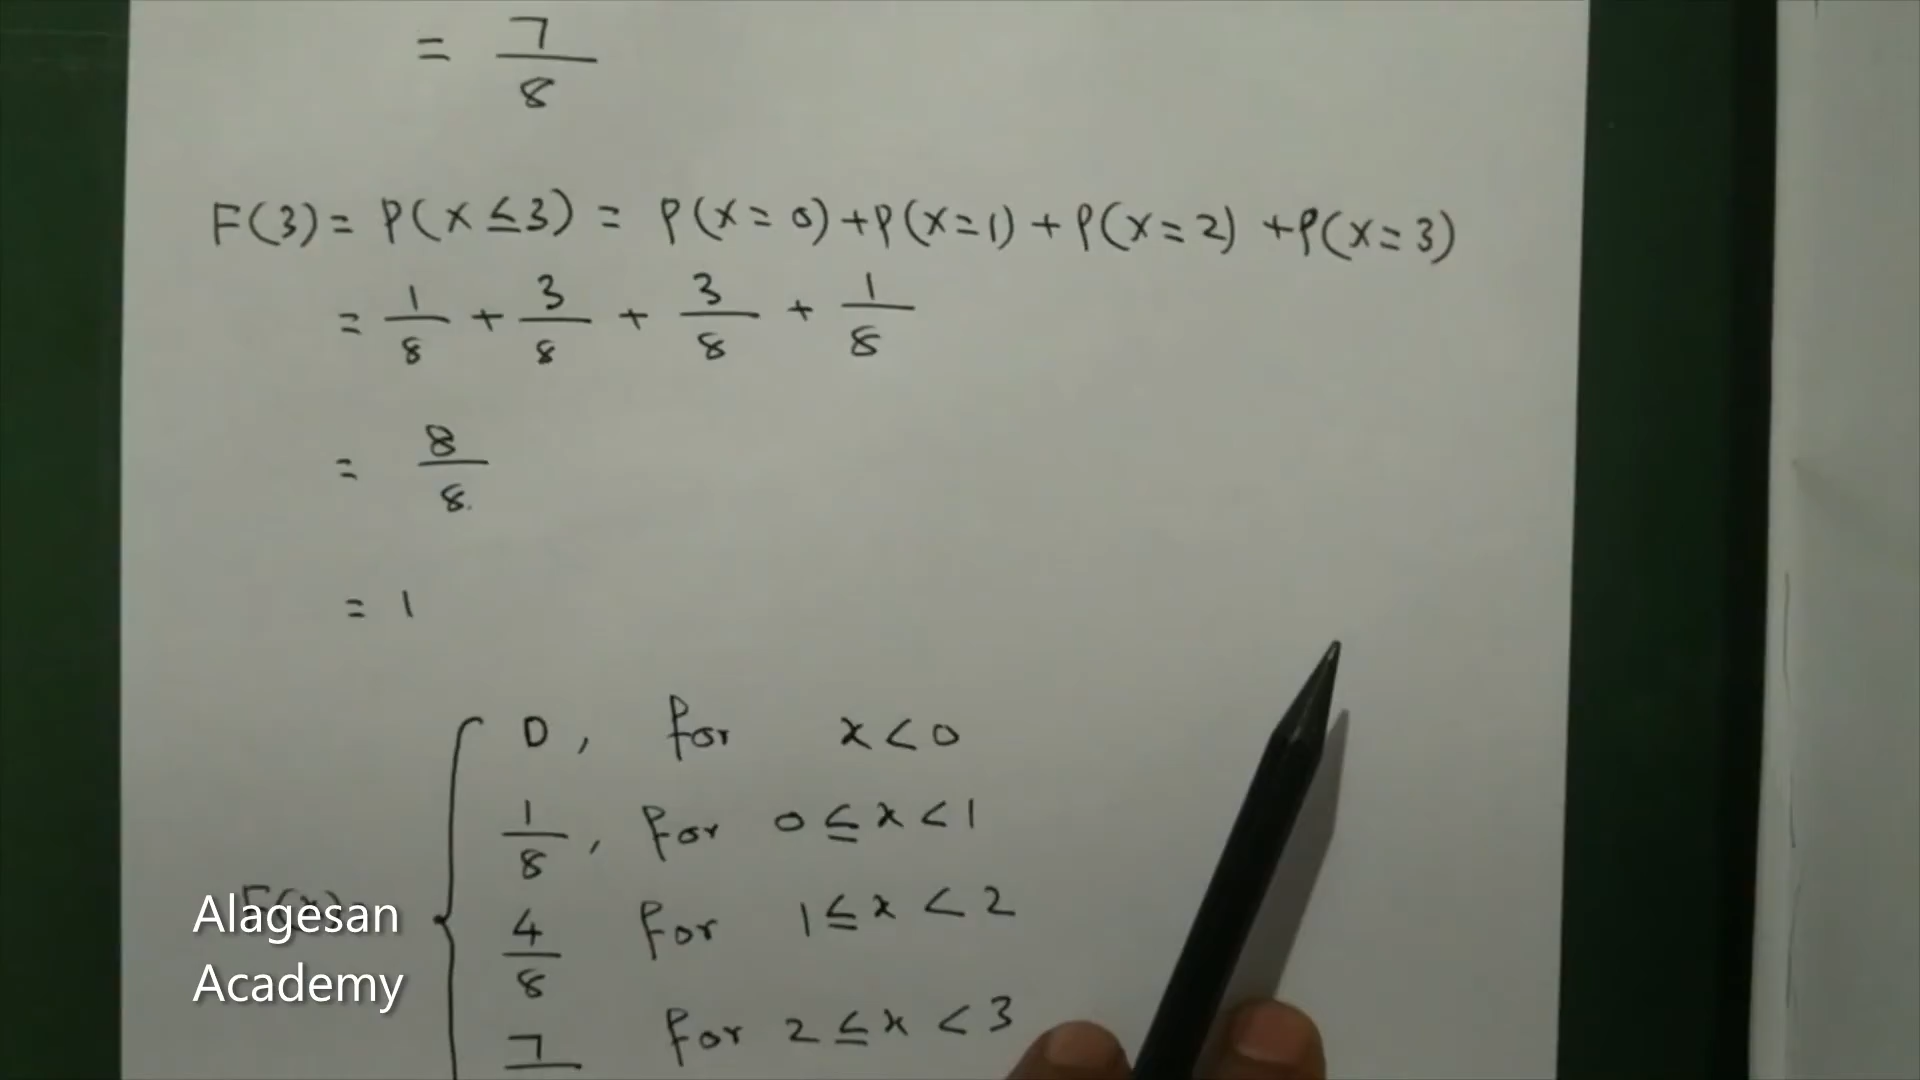 = 7/8
F(3) = P(X ≤ 3) = P(X = 0) + P(X = 1) + P(X = 2) + P(X = 3)
= 1/8 + 3/8 + 3/8 + 1/8
= 8/8
= 1
0, for x < 0
1/8, for 0 ≤ x < 1
4/8 for 1 ≤ x < 2
7 for 2 ≤ x < 3
Alagesan
Academy